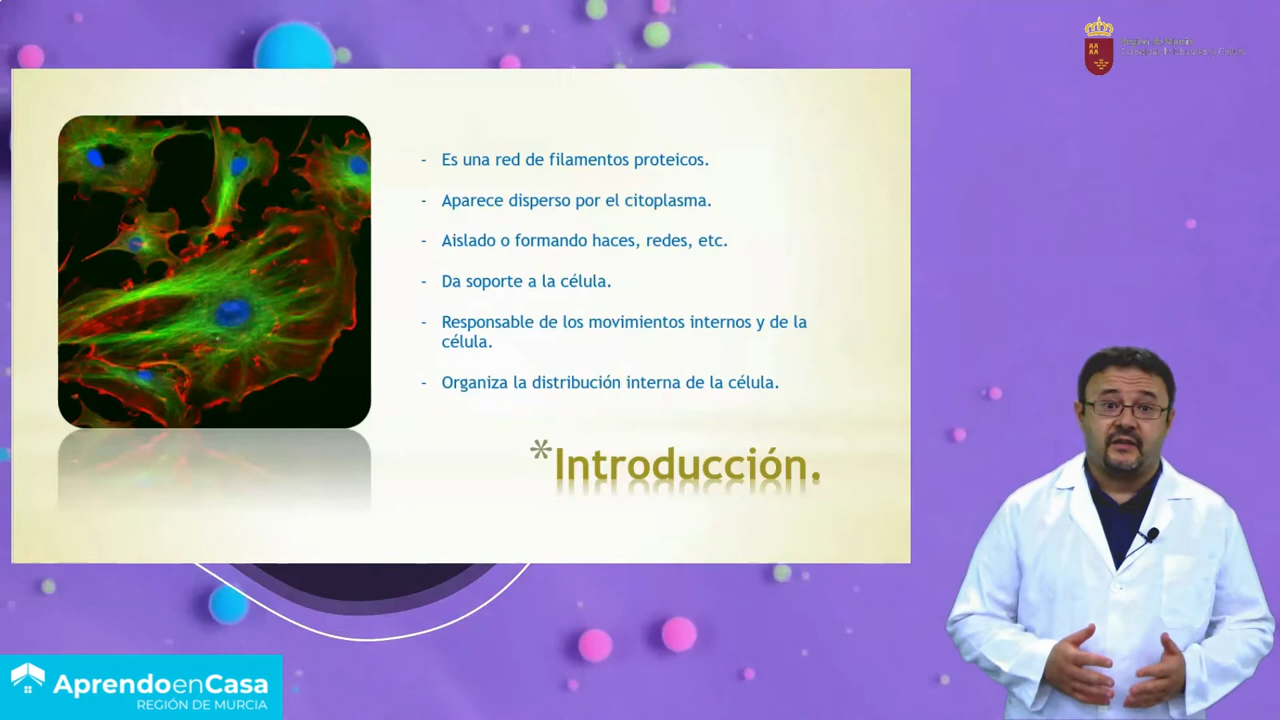 Región de Murcia
- Es una red de filamentos proteicos.
- Aparece disperso por el citoplasma.
- Aislado o formando haces, redes, etc.
- Da soporte a la célula.
- Responsable de los movimientos internos y de la
célula.
- Organiza la distribución interna de la célula.
*Introducción.
AprendoenCasa
REGIÓN DE MURCIA